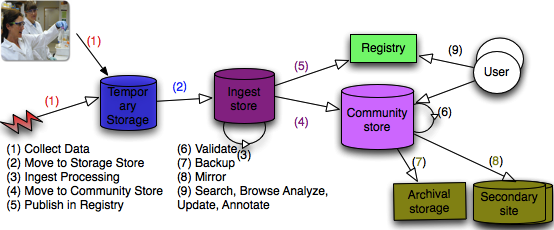 (1)
(1)
Tempor
ary
Storage
(2)
Ingest
store
(3)
(5)
(4)
Registry
Community
store
(6)
(9)
User
(7)
(8)
Archival
storage
Secondary
site
(1) Collect Data
(2) Move to Storage Store
(3) Ingest Processing
(4) Move to Community Store
(5) Publish in Registry
(6) Validate
(7) Backup
(8) Mirror
(9) Search, Browse Analyze,
Update, Annotate